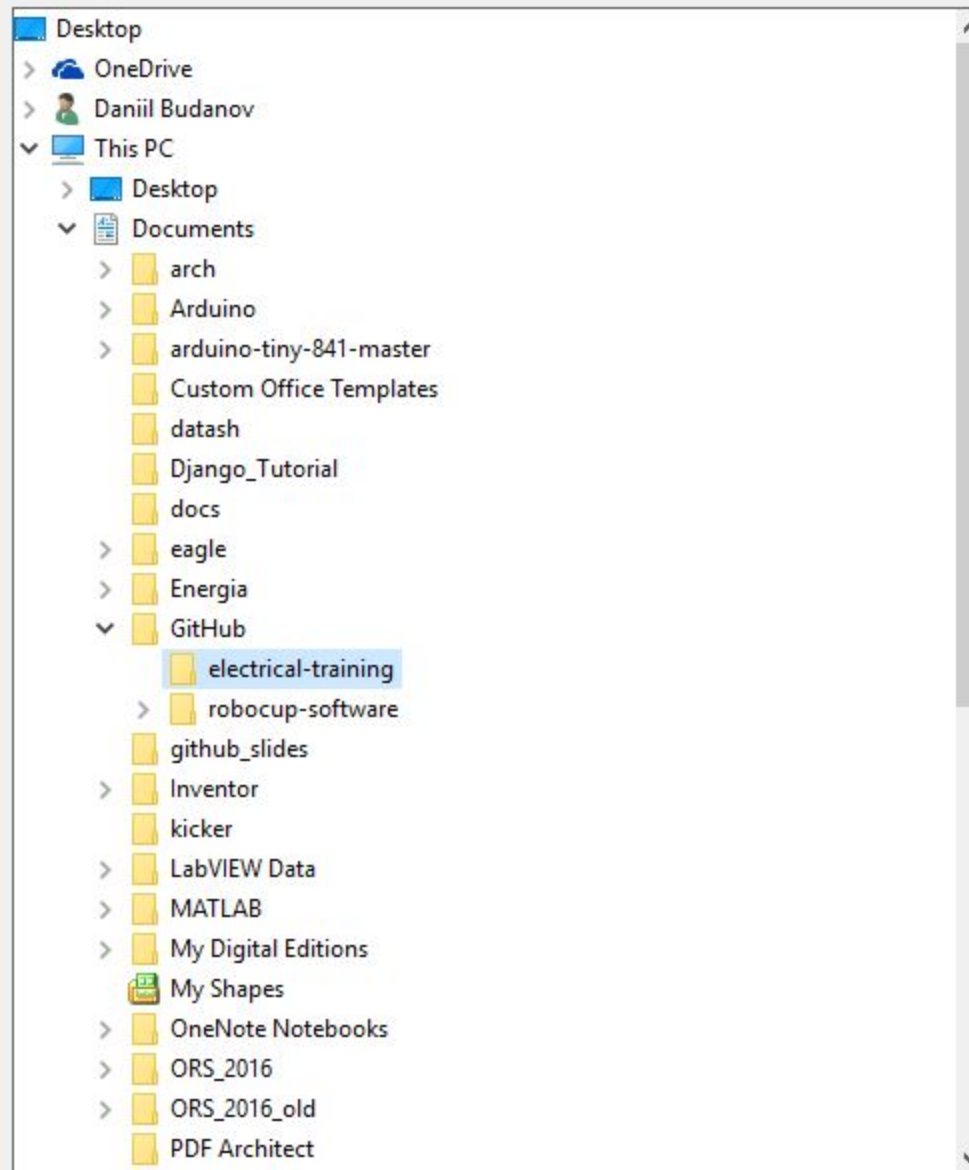 Desktop
OneDrive
Daniil Budanov
This PC
Desktop
Documents
arch
Arduino
arduino-tiny-841-master
Custom Office Templates
datash
Django_Tutorial
docs
eagle
Energia
GitHub
electrical-training
robocup-software
github_slides
Inventor
kicker
LabVIEW Data
MATLAB
My Digital Editions
My Shapes
OneNote Notebooks
ORS_2016
ORS_2016_old
PDF Architect